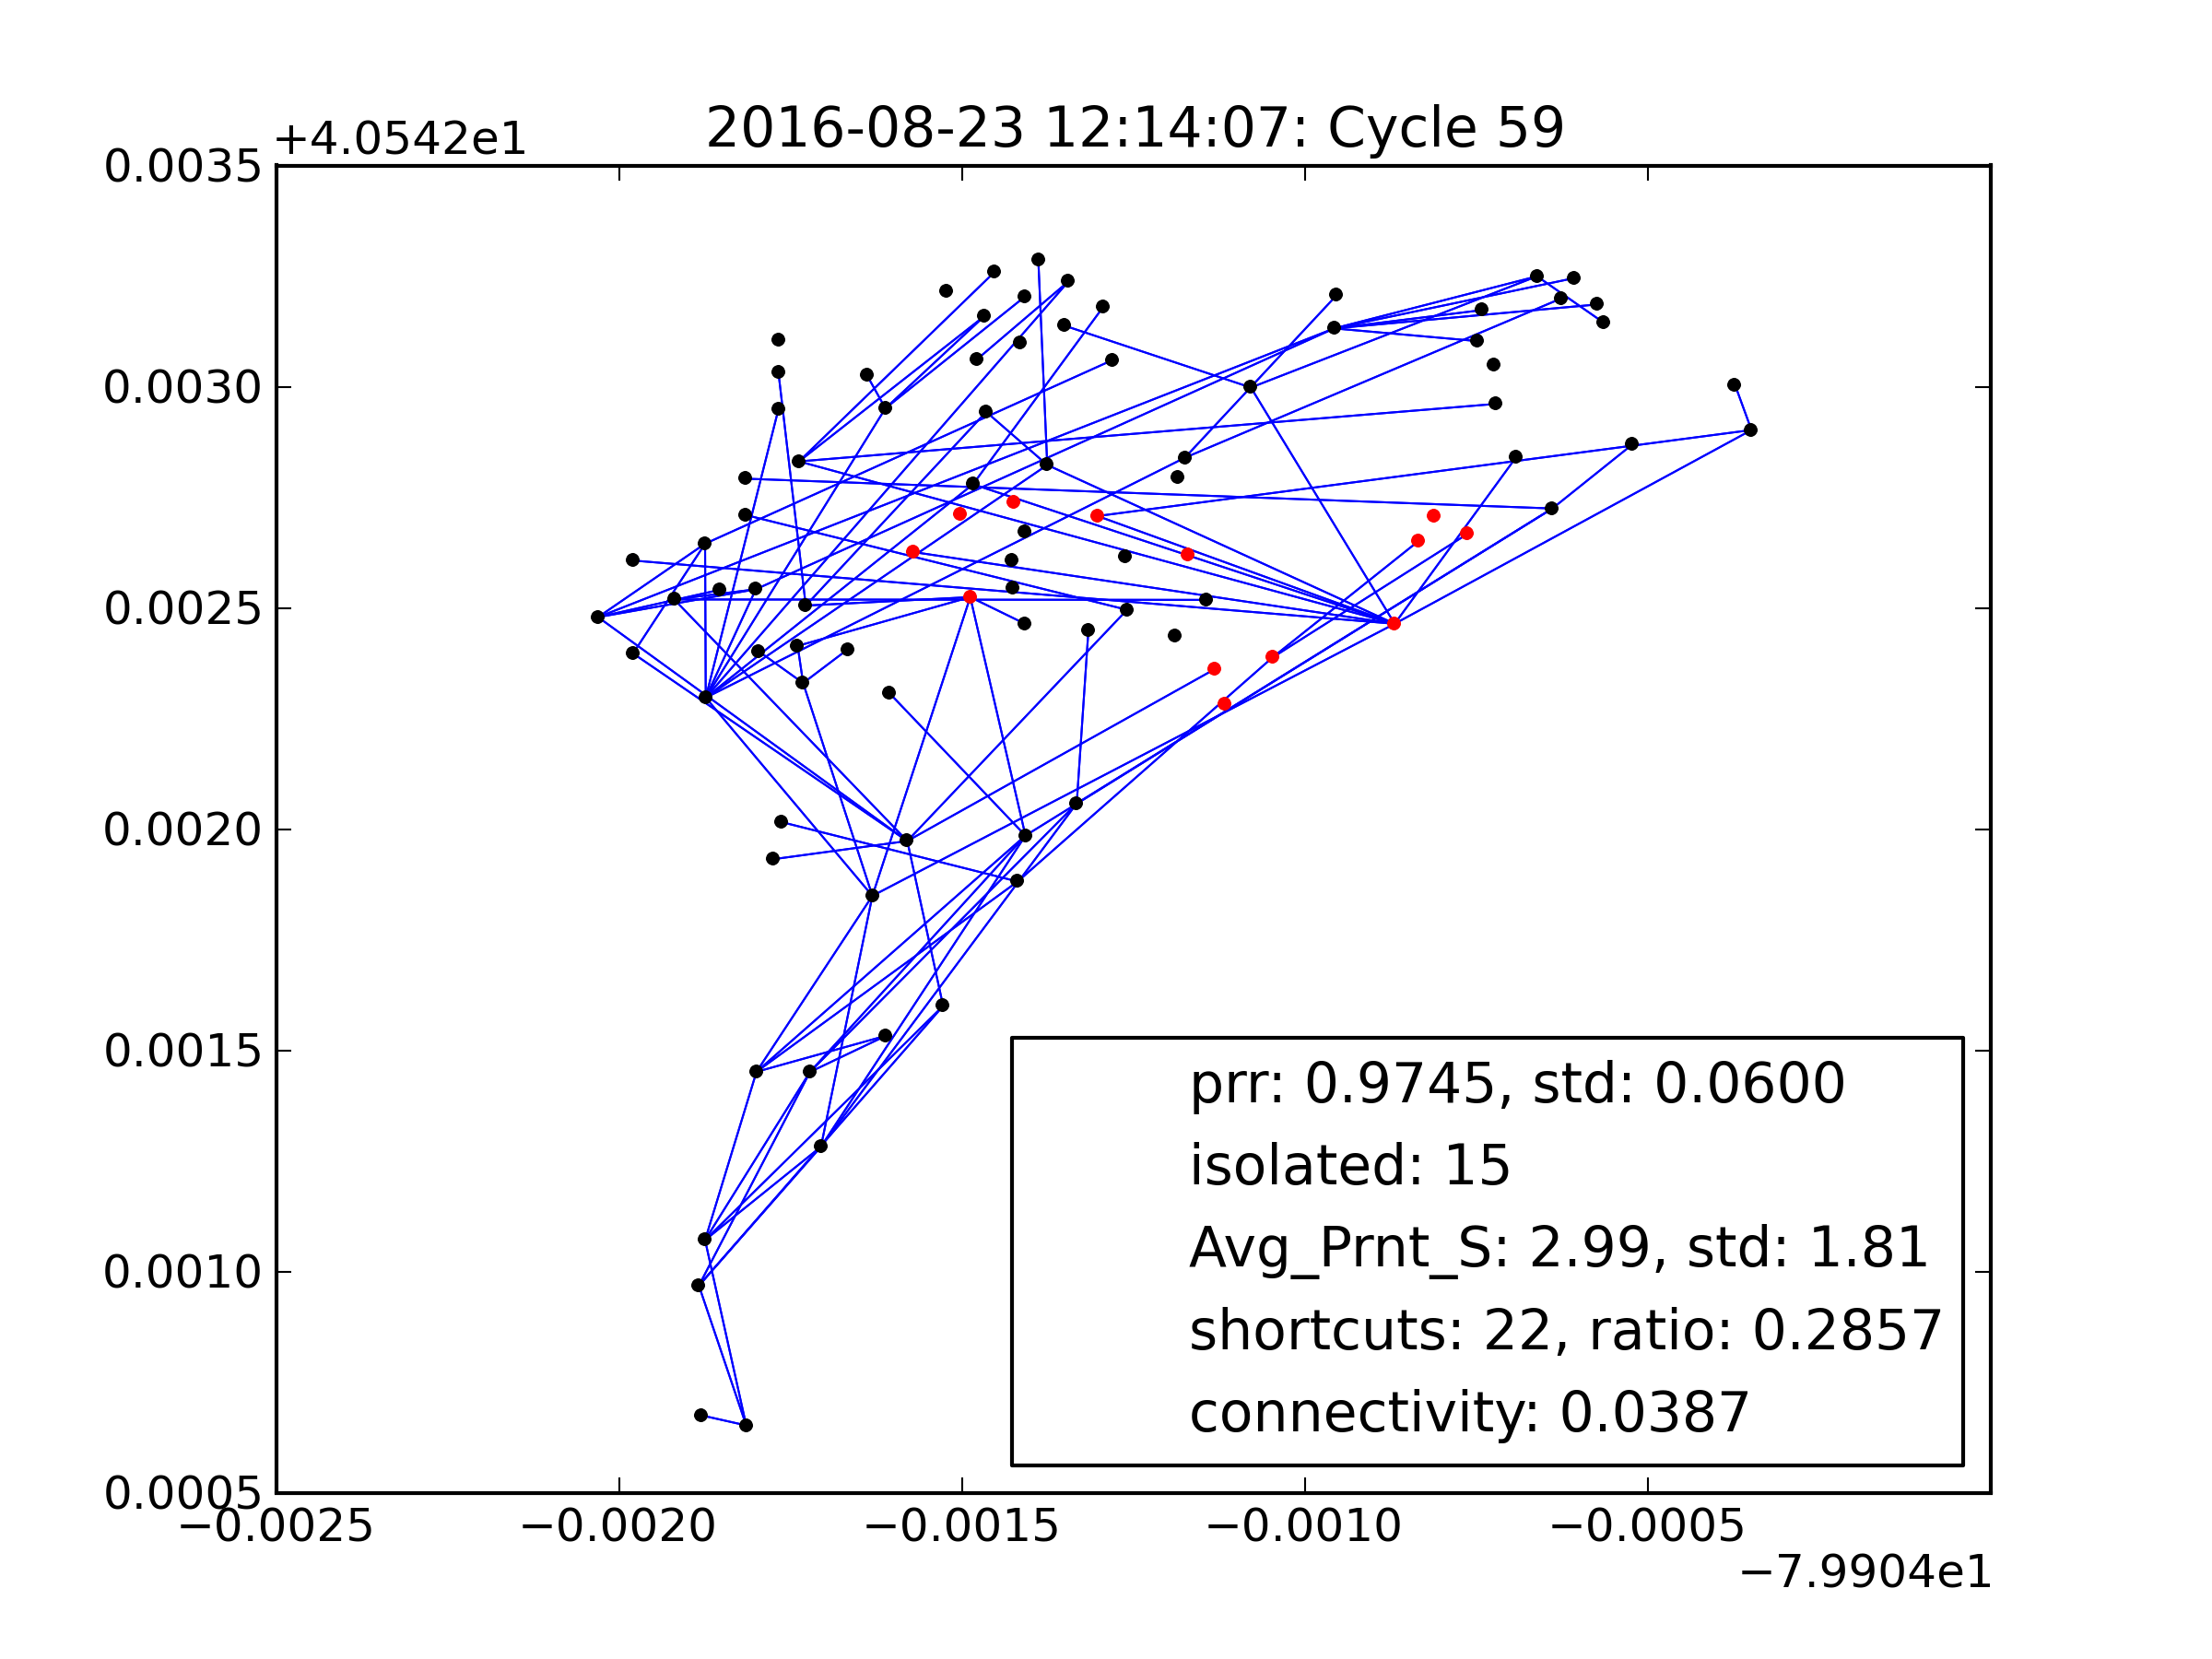 2016-08-23 12:14:07: Cycle 59
+4.0542e1
0.0035
0.0030
0.0025
0.0020
0.0015
0.0010
0.0005
prr: 0.9745, std: 0.0600
isolated: 15
Avg_Prnt_S: 2.99, std: 1.81
shortcuts: 22, ratio: 0.2857
connectivity: 0.0387
−0.0025 −0.0020 −0.0015 −0.0010 −0.0005
−7.9904e1